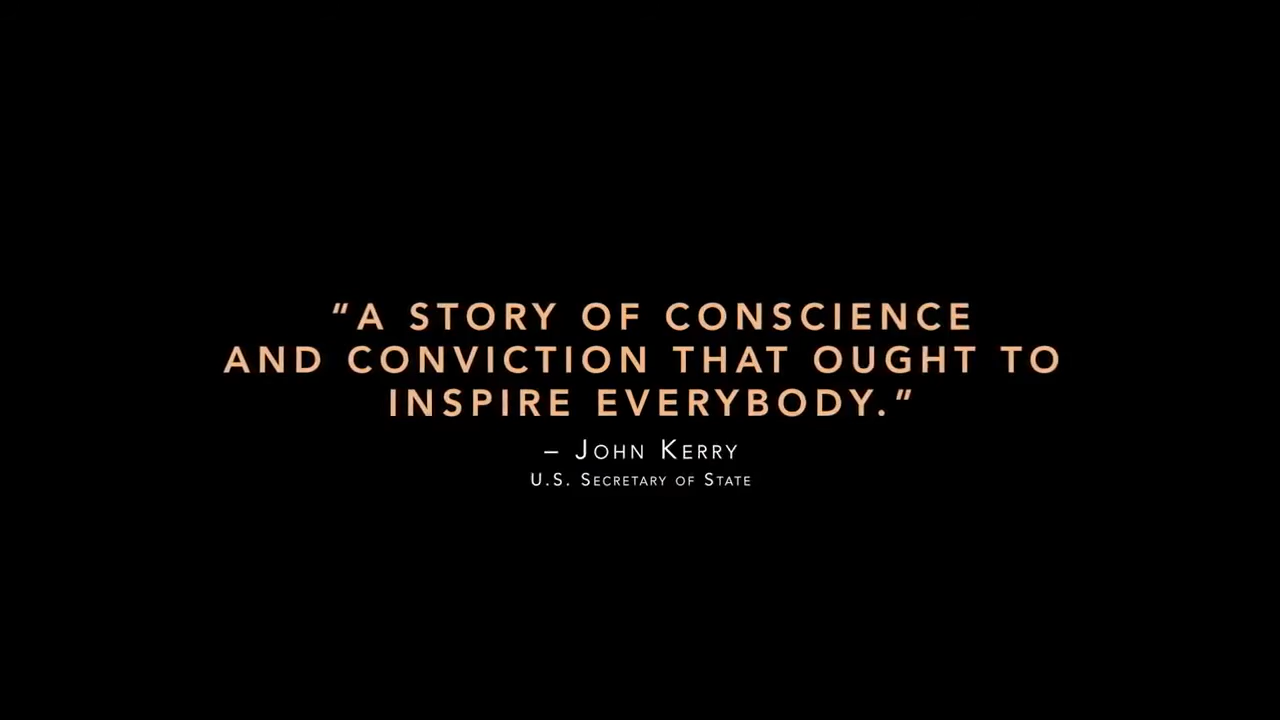 “A STORY OF CONSCIENCE
AND CONVICTION THAT OUGHT TO
INSPIRE EVERYBODY.”
– JOHN KERRY
U.S. SECRETARY OF STATE